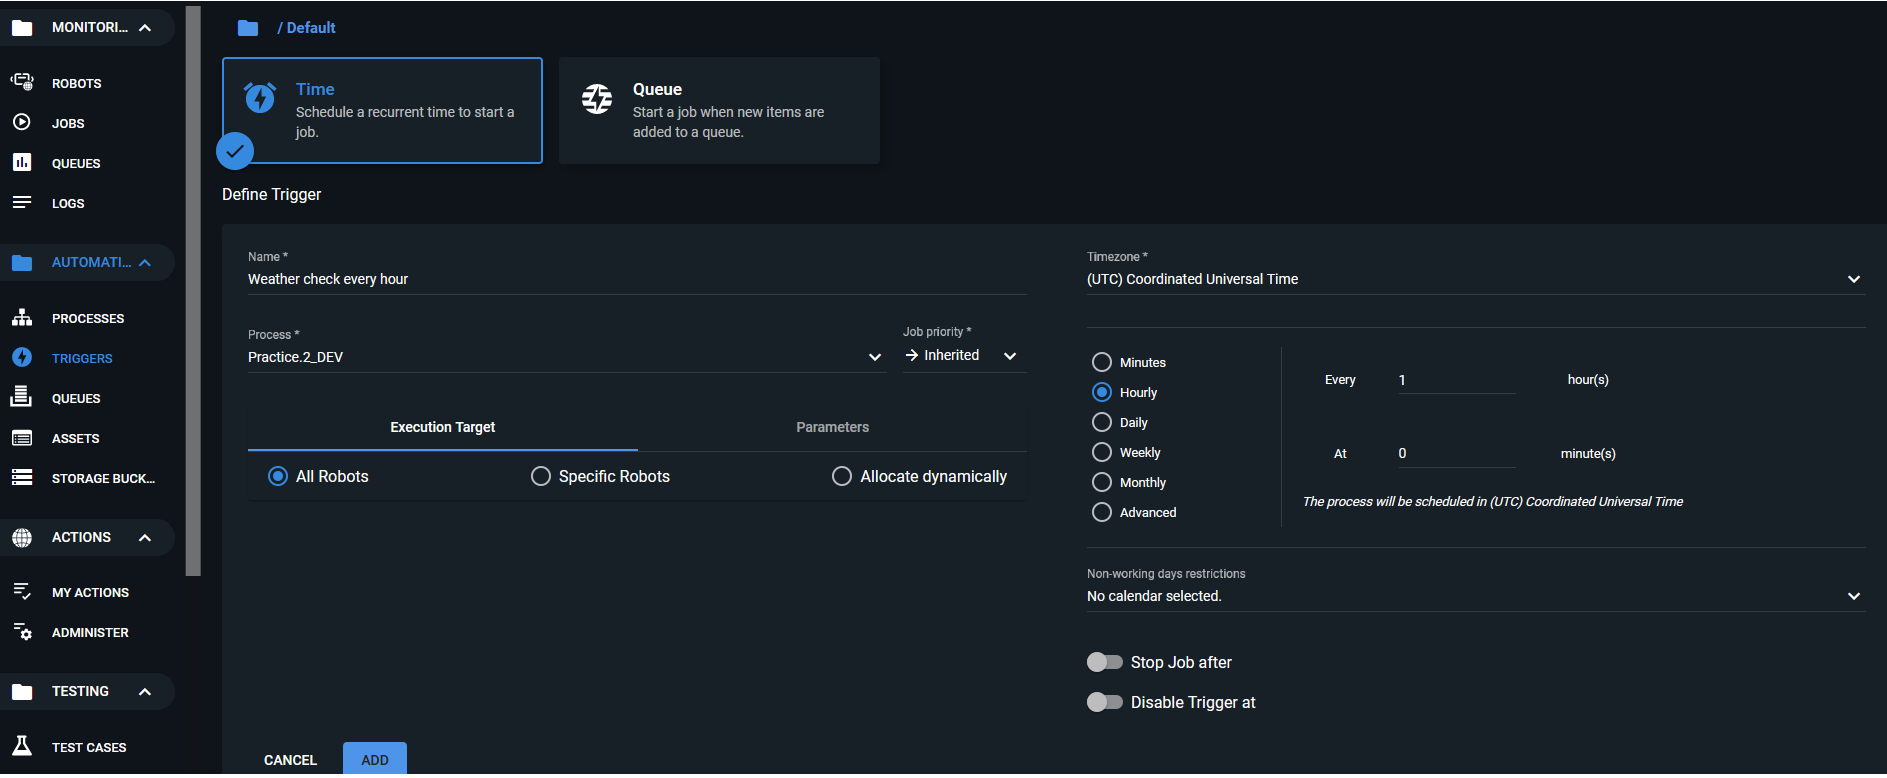 MONITORI...
ROBOTS
JOBS
QUEUES
LOGS
AUTOMATI...
PROCESSES
TRIGGERS
QUEUES
ASSETS
STORAGE BUCK...
ACTIONS
MY ACTIONS
ADMINISTER
TESTING
TEST CASES
/ Default
Time
Schedule a recurrent time to start a
job.
Queue
Start a job when new items are
added to a queue.
Define Trigger
Name *
Weather check every hour
Process *
Practice.2_DEV
Job priority *
Inherited
Execution Target
Parameters
All Robots
Specific Robots
Allocate dynamically
Timezone *
(UTC) Coordinated Universal Time
Minutes
Hourly
Daily
Weekly
Monthly
Advanced
Every 1 hour(s)
At 0 minute(s)
The process will be scheduled in (UTC) Coordinated Universal Time
Non-working days restrictions
No calendar selected.
Stop Job after
Disable Trigger at
CANCEL
ADD